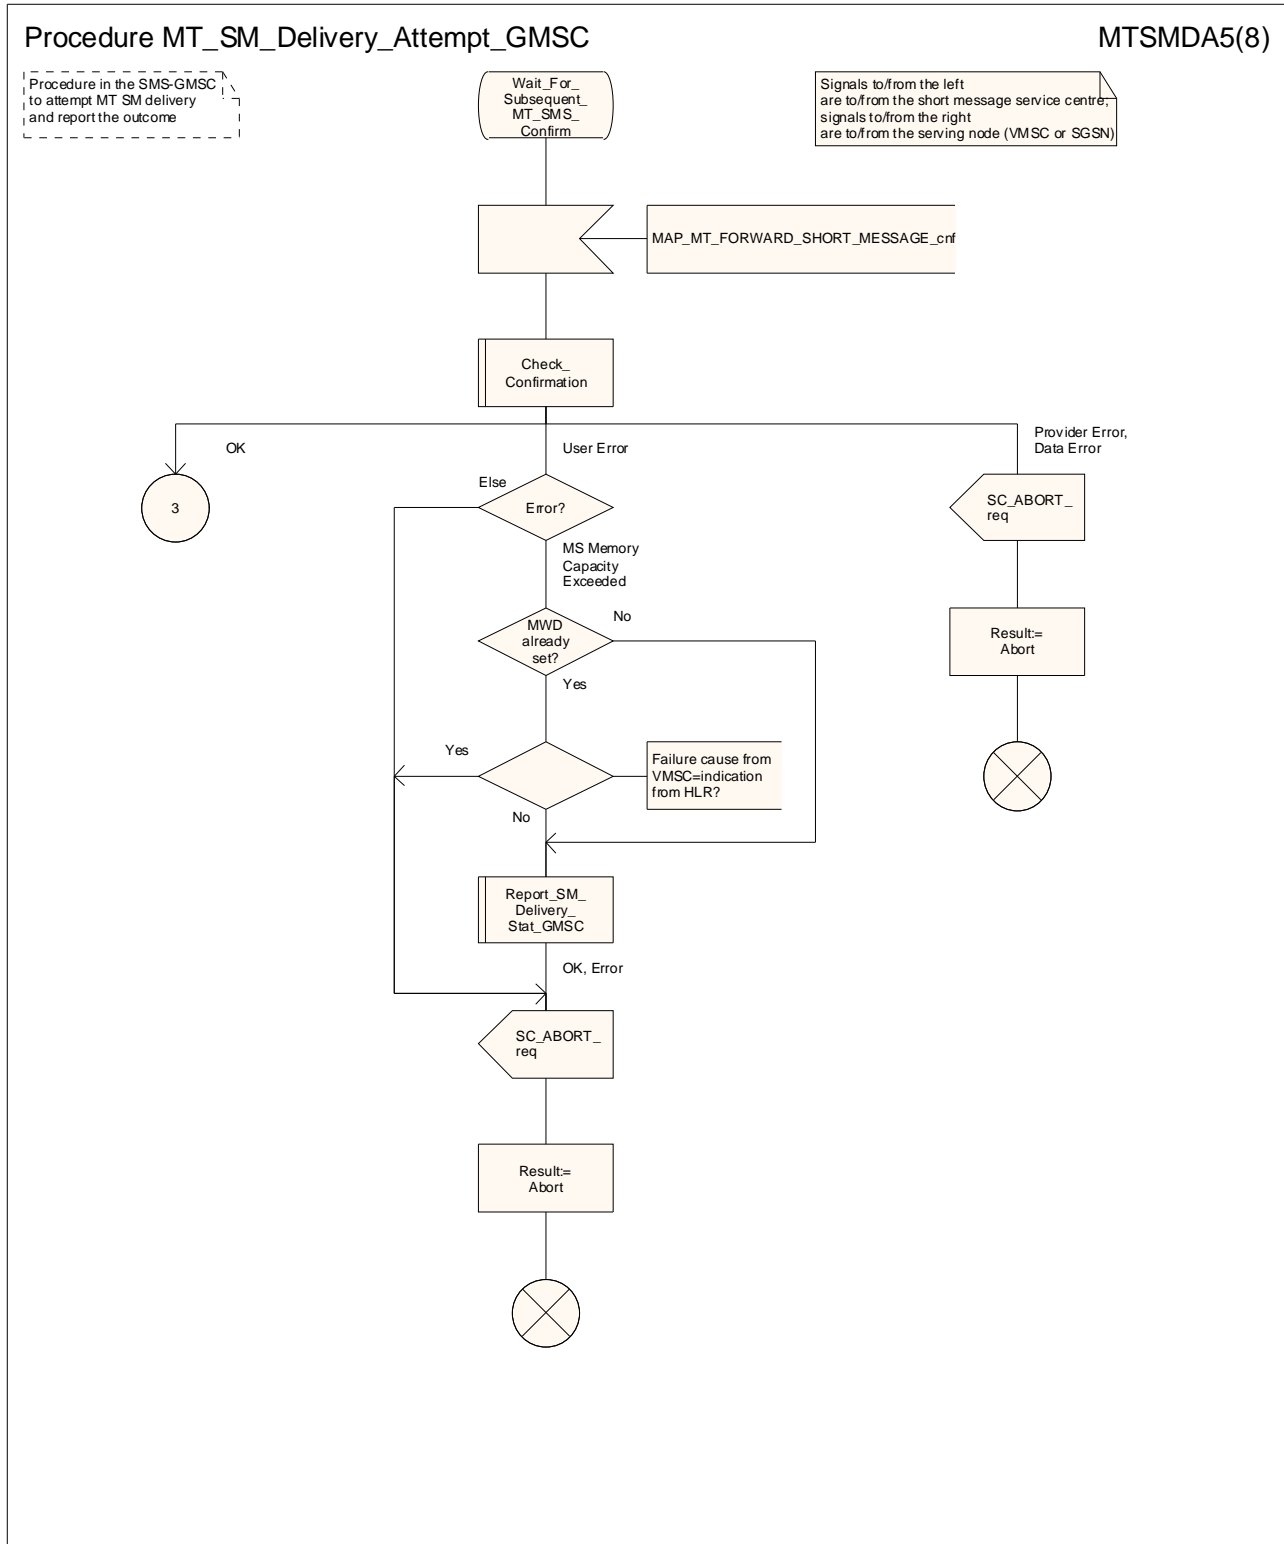 Procedure MT_SM_Delivery_Attempt_GMSC
MTSMDA5(8)
Procedure in the SMS-GMSC
to attempt MT SM delivery
and report the outcome
Wait_For_
Subsequent_
MT_SMS_
Confirm
Signals to/from the left
are to/from the short message service centre;
signals to/from the right
are to/from the serving node (VMSC or SGSN)
MAP_MT_FORWARD_SHORT_MESSAGE_cnf
Check_
Confirmation
OK
User Error
Provider Error,
Data Error
3
Else
Error?
SC_ABORT_
req
MS Memory
Capacity
Exceeded
MWD
already
set?
No
Yes
Result:=
Abort
Yes
Failure cause from
VMSC=indication
from HLR?
No
Report_SM_
Delivery_
Stat_GMSC
OK, Error
SC_ABORT_
req
Result:=
Abort